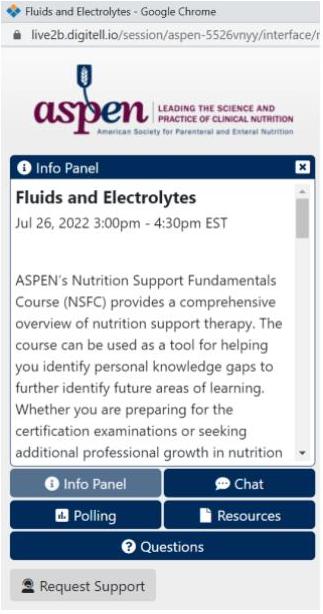 Fluids and Electrolytes - Google Chrome
live2b.digitell.io/session/aspen-5526vnyy/interface/
aspen
LEADING THE SCIENCE AND
PRACTICE OF CLINICAL NUTRITION
American Society for Parenteral and Enteral Nutrition
Info Panel
Fluids and Electrolytes
Jul 26, 2022 3:00pm - 4:30pm EST
ASPEN's Nutrition Support Fundamentals
Course (NSFC) provides a comprehensive
overview of nutrition support therapy. The
course can be used as a tool for helping
you identify personal knowledge gaps to
further identify future areas of learning.
Whether you are preparing for the
certification examinations or seeking
additional professional growth in nutrition
Info Panel
Chat
Polling
Resources
Questions
Request Support